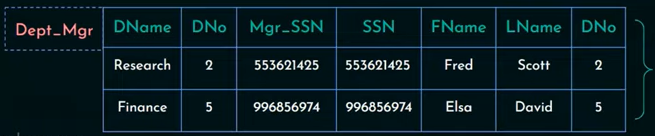 Dept_Mgr
DName DNo Mgr_SSN SSN FName LName DNo
Research 2 553621425 553621425 Fred Scott 2
Finance 5 996856974 996856974 Elsa David 5